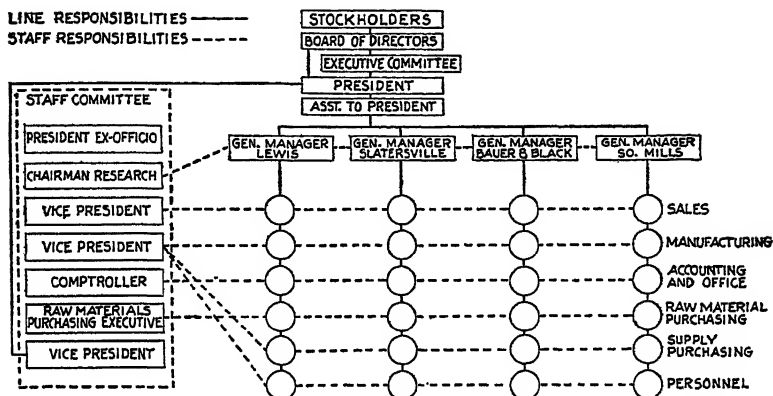 LINE RESPONSIBILITIES
STAFF RESPONSIBILITIES
STOCKHOLDERS
BOARD OF DIRECTORS
EXECUTIVE COMMITTEE
PRESIDENT
ASST. TO PRESIDENT
STAFF COMMITTEE
PRESIDENT EX-OFFICIO
CHAIRMAN RESEARCH
VICE PRESIDENT
VICE PRESIDENT
COMPTROLLER
RAW MATERIALS
PURCHASING EXECUTIVE
VICE PRESIDENT
GEN. MANAGER
LEWIS
GEN. MANAGER
SLATERSVILLE
GEN. MANAGER
BAUER & BLACK
GEN. MANAGER
SO. MILLS
SALES
MANUFACTURING
ACCOUNTING
AND OFFICE
RAW MATERIAL
PURCHASING
SUPPLY
PURCHASING
PERSONNEL